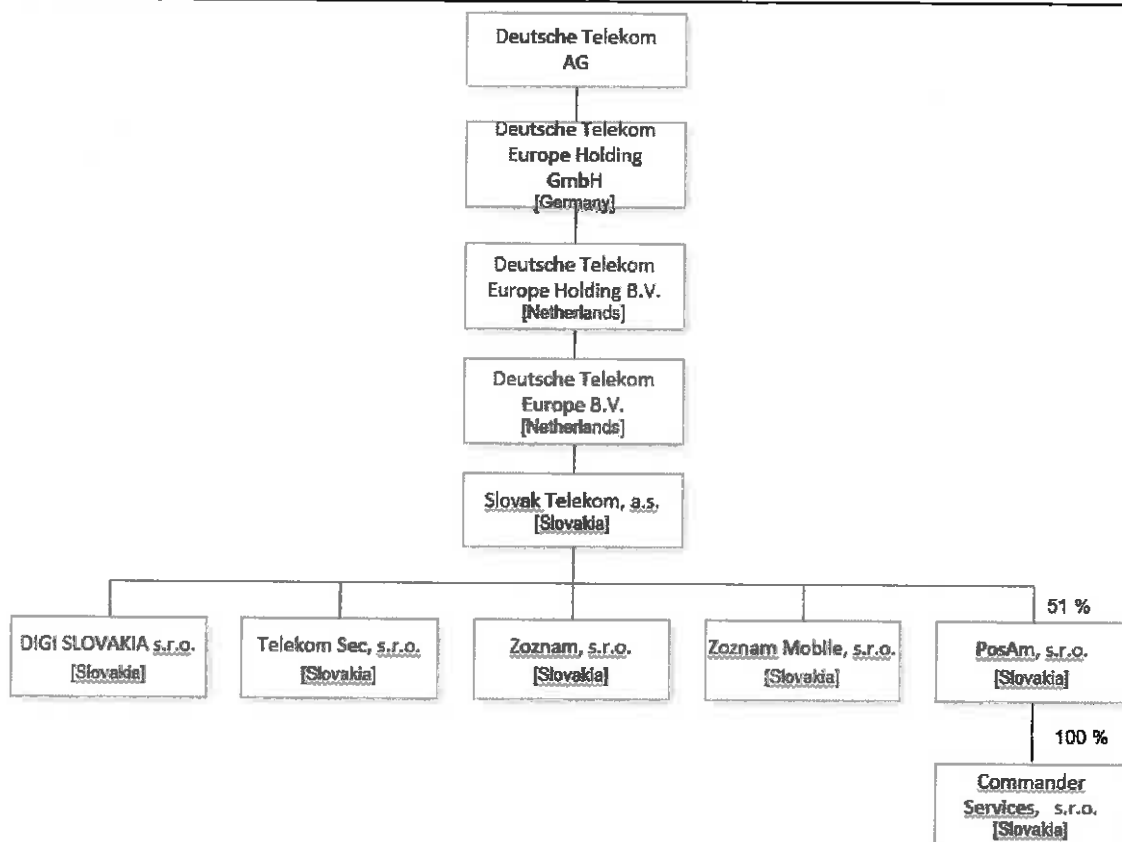 Deutsche Telekom
AG
Deutsche Telekom
Europe Holding
GmbH
[Germany]
Deutsche Telekom
Europe Holding B.V.
[Netherlands]
Deutsche Telekom
Europe B.V.
[Netherlands]
Slovak Telekom, a.s.
[Slovakia]
51 %
DIGI SLOVAKIA s.r.o.
[Slovakia]
Telekom Sec, s.r.o.
[Slovakia]
Zoznam, s.r.o.
[Slovakia]
Zoznam Mobile, s.r.o.
[Slovakia]
PosAm, s.r.o.
[Slovakia]
100 %
Commander
Services, s.r.o.
[Slovakia]